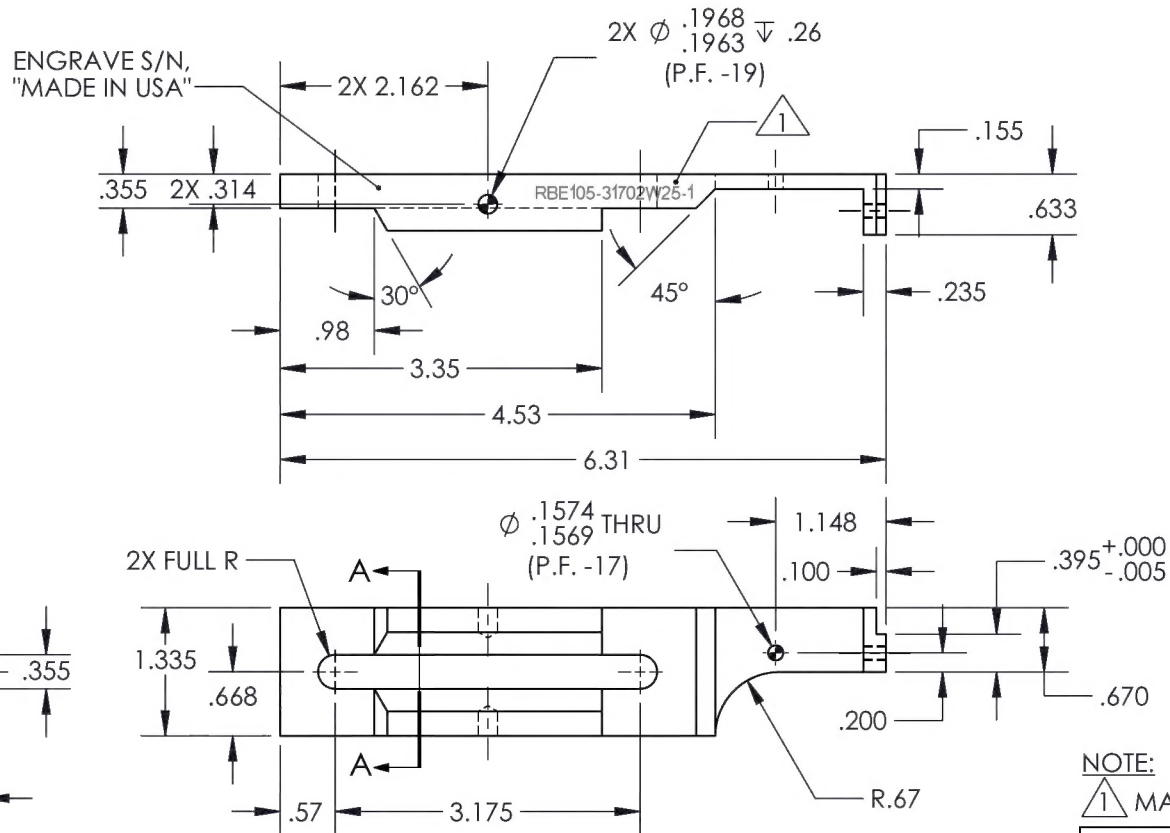 ENGRAVE S/N,
"MADE IN USA"
2X 2.162
2X Ø .1968
.1963 ↧ .26
(P.F. -19)
1
.155
.355
2X .314
RBE105-31702W25-1
.633
30°
45°
.235
.98
3.35
4.53
6.31
2X FULL R
A
Ø .1574
.1569 THRU
(P.F. -17)
1.148
.100
.395 +.000
-.005
.355
1.335
.668
.670
.200
A
.57
3.175
R.67
NOTE:
1 MA